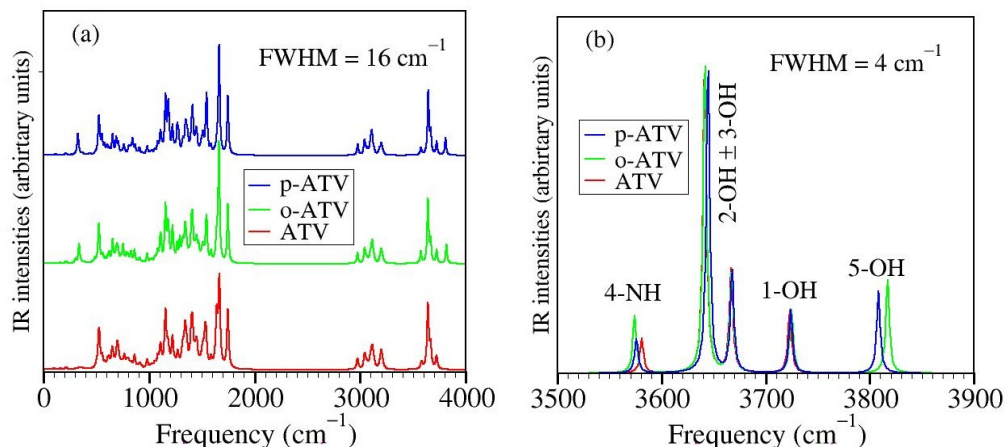 (a)
FWHM = 16 cm⁻¹
IR intensities (arbirtary units)
p-ATV
o-ATV
ATV
0
1000
2000
3000
4000
Frequency (cm⁻¹)
(b)
FWHM = 4 cm⁻¹
IR intensities (arbirtary units)
p-ATV
o-ATV
ATV
2-OH ± 3-OH
4-NH
1-OH
5-OH
3500
3600
3700
3800
3900
Frequency (cm⁻¹)